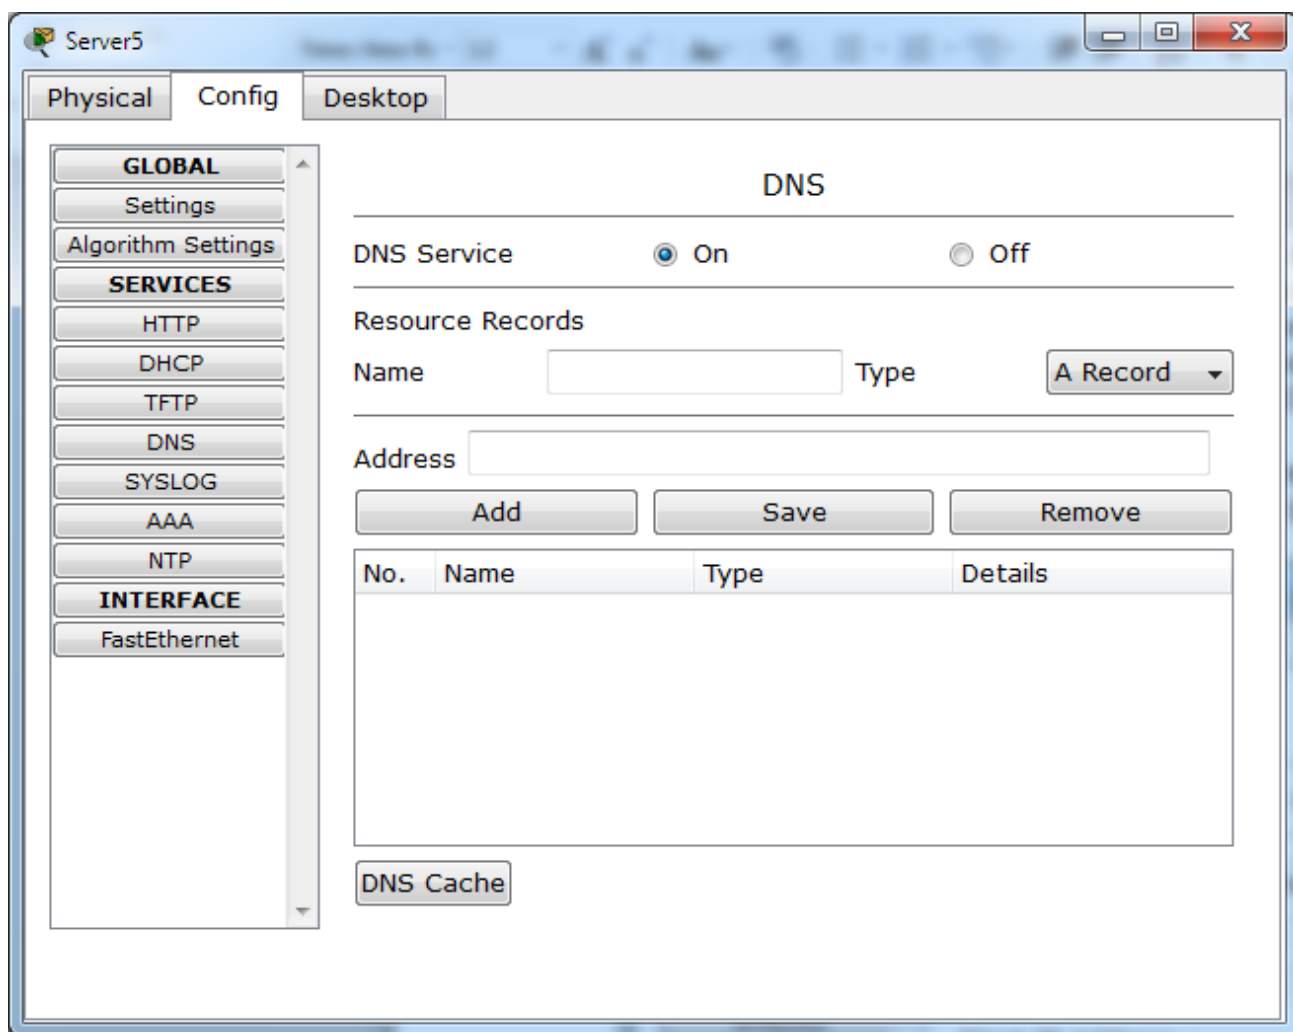 Server5
Physical Config Desktop
GLOBAL
Settings
Algorithm Settings
SERVICES
HTTP
DHCP
TFTP
DNS
SYSLOG
AAA
NTP
INTERFACE
FastEthernet
DNS
DNS Service On Off
Resource Records
Name Type A Record
Address
Add Save Remove
No. Name Type Details
DNS Cache